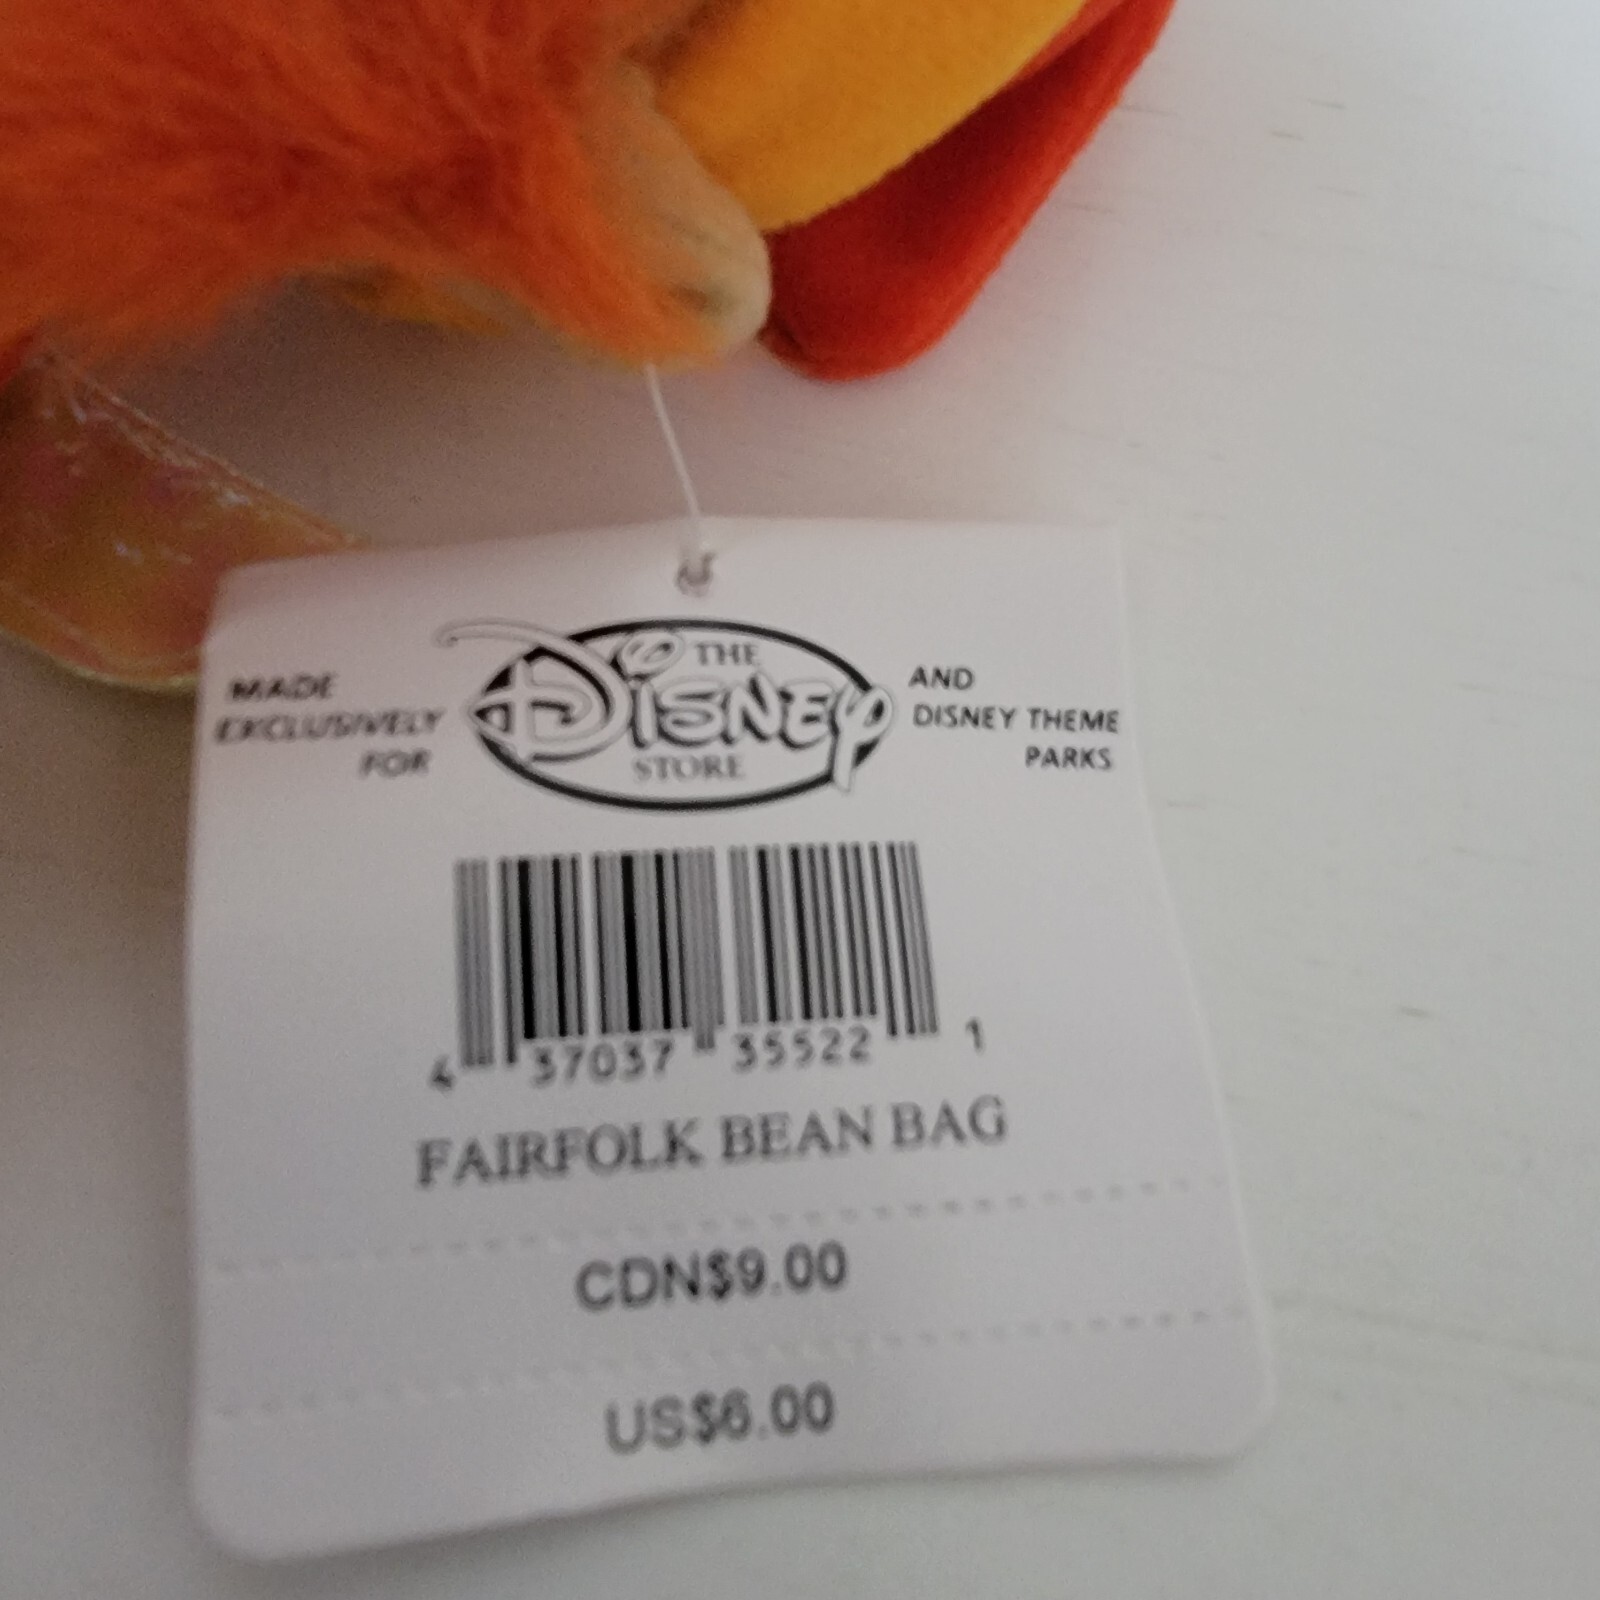 MADE
EXCLUSIVELY
FOR
THE
DISNEY
STORE
AND
DISNEY THEME
PARKS
4 37037 35522 1
FAIRFOLK BEAN BAG
CDN$9.00
US$6.00